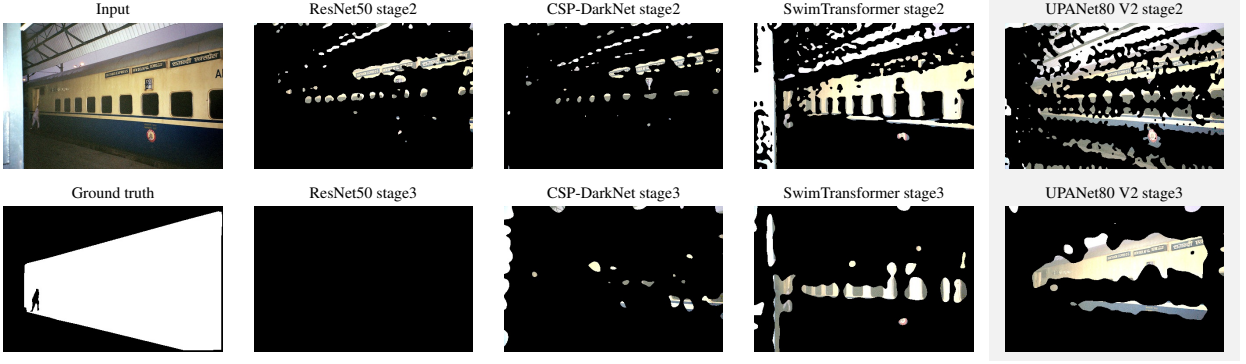 Input
ResNet50 stage2
CSP-DarkNet stage2
SwimTransformer stage2
UPANet80 V2 stage2
Ground truth
ResNet50 stage3
CSP-DarkNet stage3
SwimTransformer stage3
UPANet80 V2 stage3